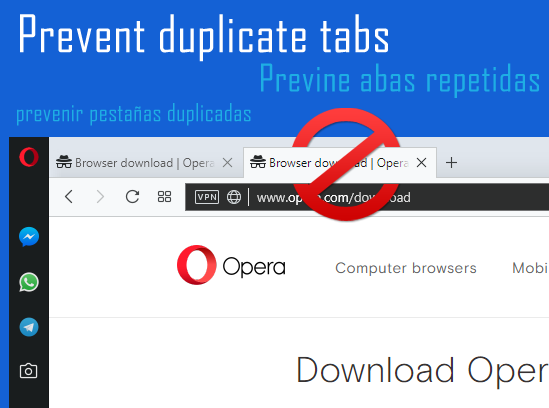 Prevent duplicate tabs
Previne abas repetidas
prevenir pestañas duplicadas
Browser download | Opera
Browser download | Opera
VPN
www.opera.com/download
Opera
Computer browsers
Mobi
Download Oper